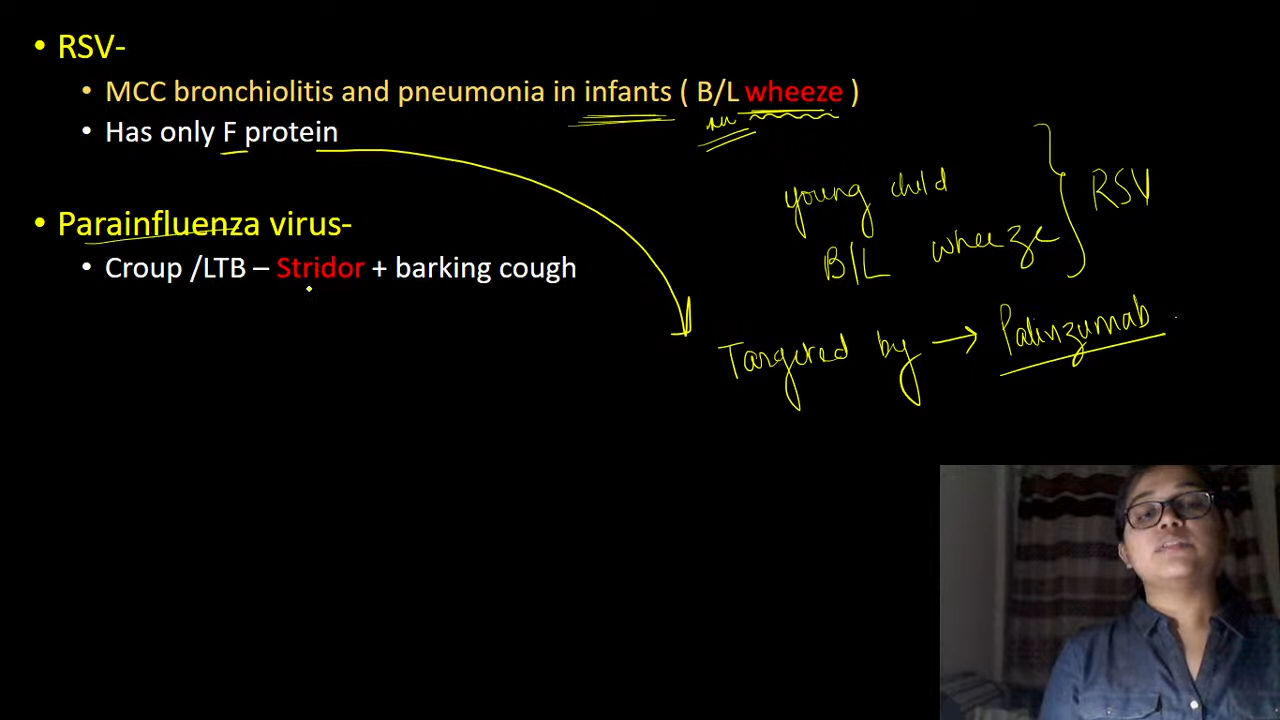 • RSV-
• MCC bronchiolitis and pneumonia in infants ( B/L wheeze )
• Has only F protein
young child
B/L wheeze } RSV
• Parainfluenza virus-
• Croup /LTB – Stridor + barking cough
Targeted by → Palinzumab